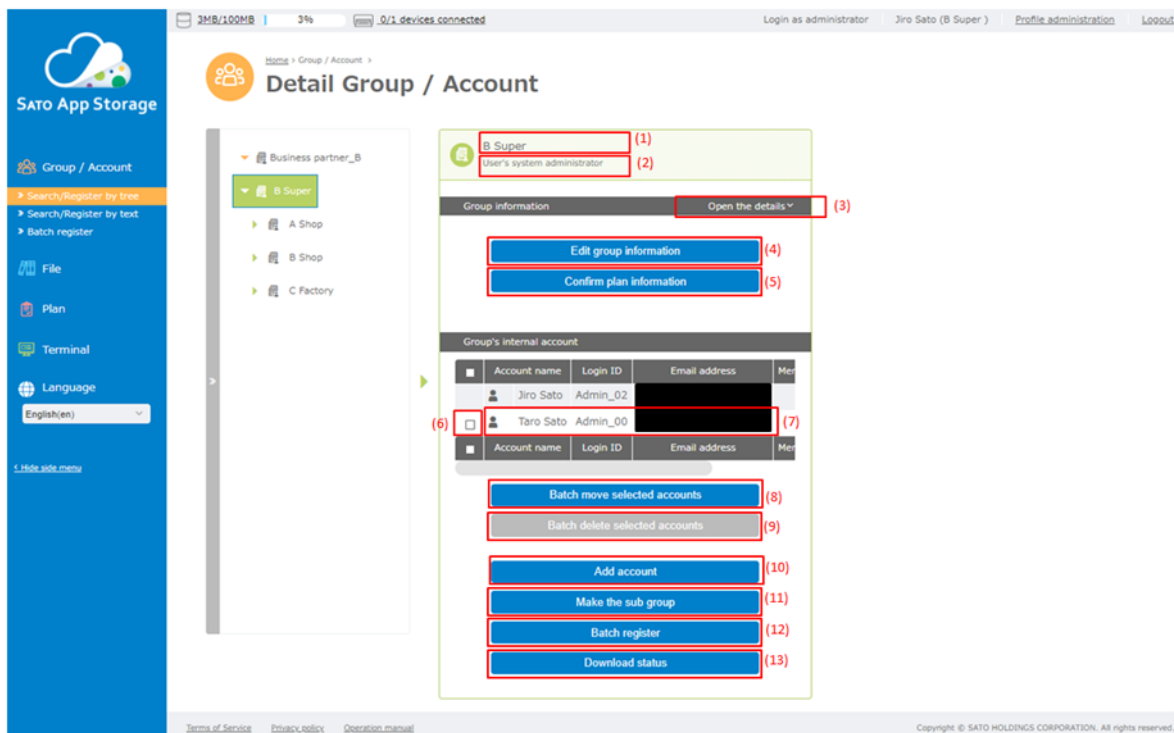 3MB/100MB 3% 0/1 devices connected Login as administrator Jiro Sato (B Super ) Profile administration Logout
SATO App Storage
Home > Group / Account >
Detail Group / Account
Group / Account
» Search/Register by tree
» Search/Register by text
» Batch register
File
Plan
Terminal
Language
English(en)
< Hide side menu
Business partner_B
B Super
A Shop
B Shop
C Factory
»
B Super (1)
User's system administrator (2)
Group information Open the details (3)
Edit group information (4)
Confirm plan information (5)
Group's internal account
Account name Login ID Email address Mer
Jiro Sato Admin_02
(6) Taro Sato Admin_00 (7)
Account name Login ID Email address Mer
Batch move selected accounts (8)
Batch delete selected accounts (9)
Add account (10)
Make the sub group (11)
Batch register (12)
Download status (13)
Terms of Service Privacy policy Operation manual Copyright © SATO HOLDINGS CORPORATION. All rights reserved.